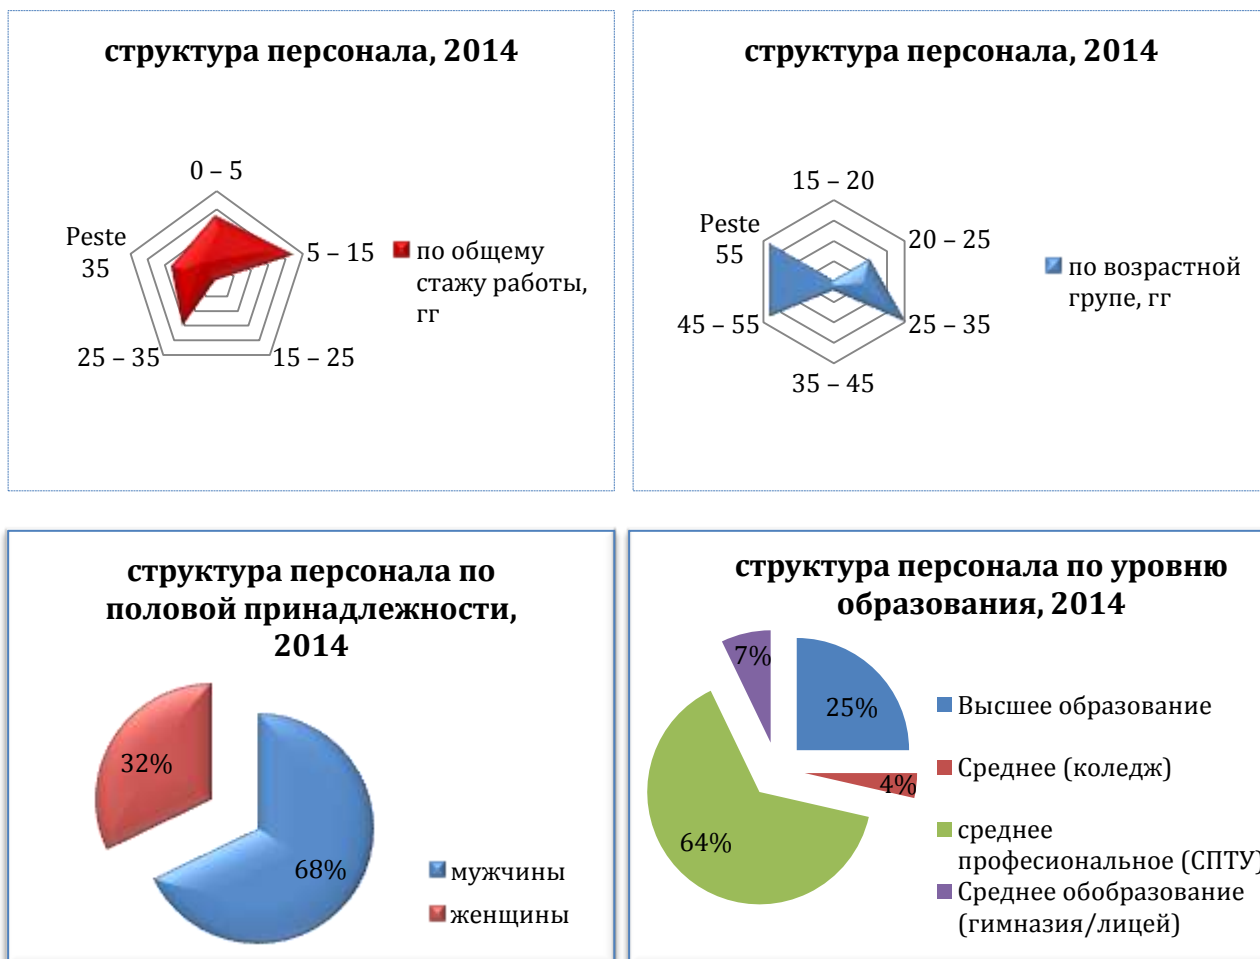 структура персонала, 2014
0 – 5
5 – 15
15 – 25
25 – 35
Peste
35
по общему
стажу работы,
гг
структура персонала, 2014
15 – 20
20 – 25
25 – 35
35 – 45
45 – 55
Peste
55
по возрастной
групе, гг
структура персонала по
половой принадлежности,
2014
32%
68%
мужчины
женщины
структура персонала по уровню
образования, 2014
7%
25%
4%
64%
Высшее образование
Среднее (коледж)
среднее
професиональное (СПТУ)
Среднее обобразование
(гимназия/лицей)